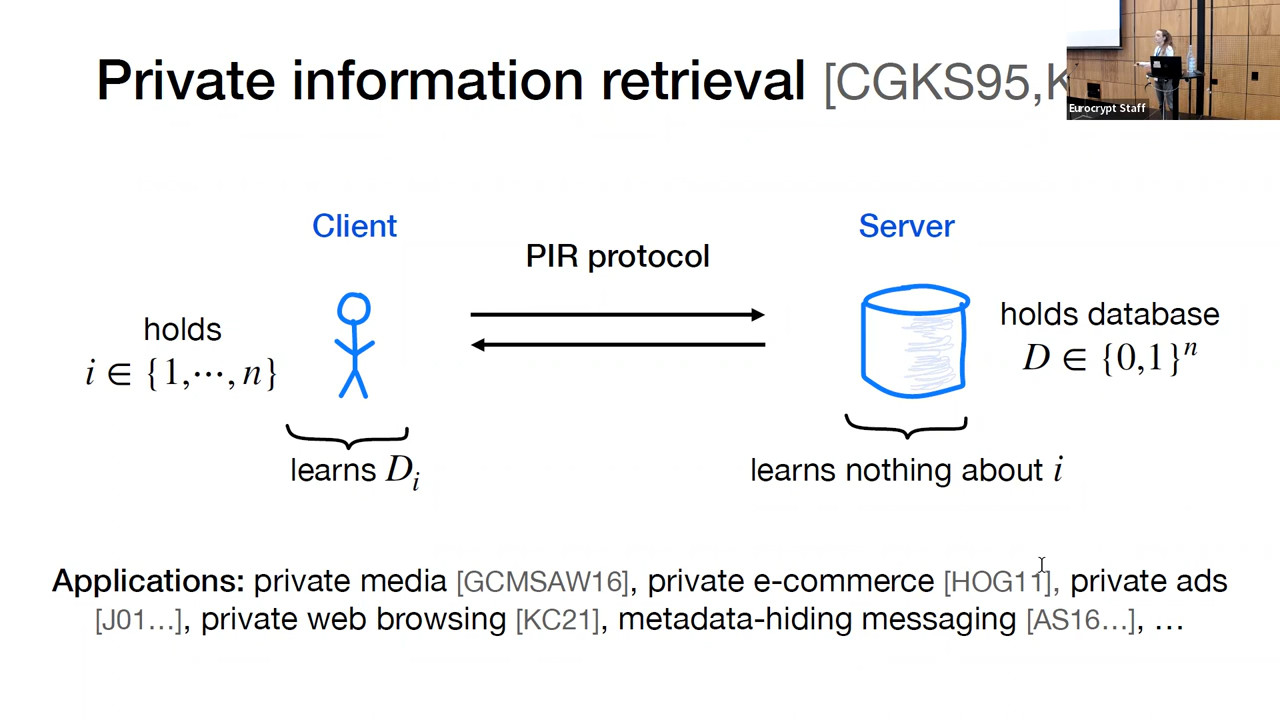 Private information retrieval [CGKS95,K
Eurocrypt Staff
Client
Server
PIR protocol
holds
i ∈ {1,⋯, n}
holds database
D ∈ {0,1}ⁿ
learns Dᵢ
learns nothing about i
Applications: private media [GCMSAW16], private e-commerce [HOG11], private ads
[J01…], private web browsing [KC21], metadata-hiding messaging [AS16…], …